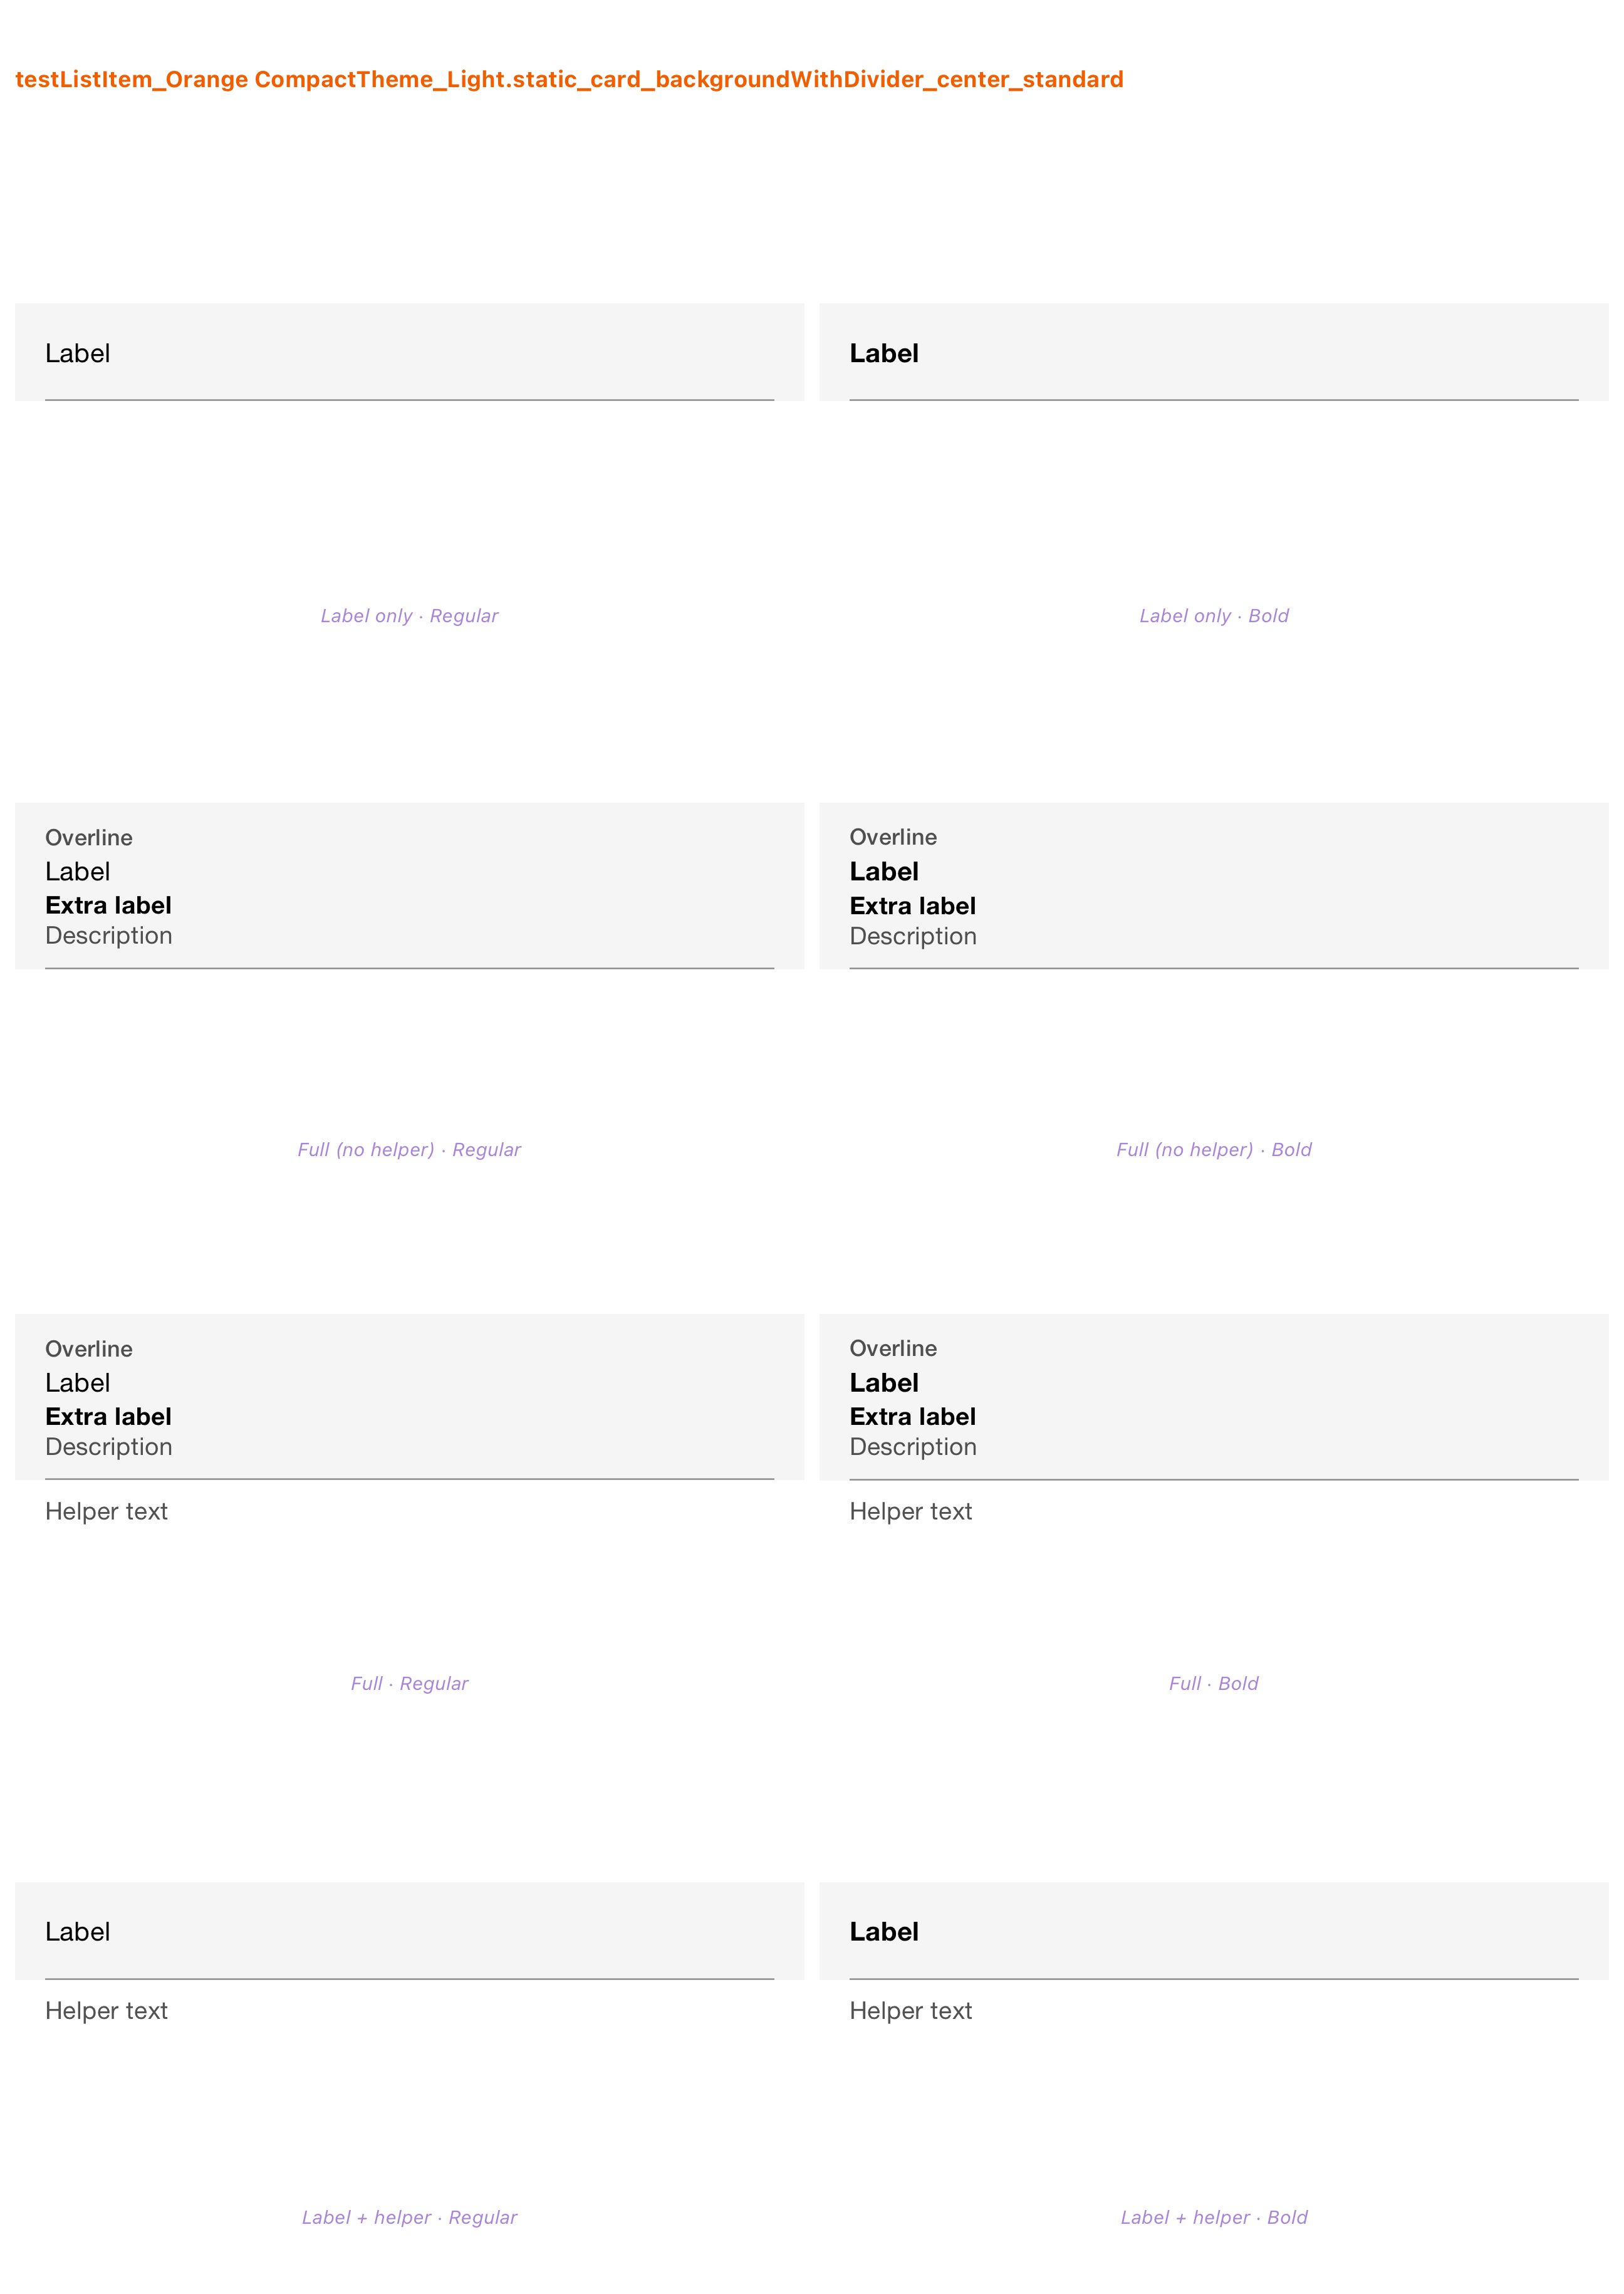 testListItem_Orange CompactTheme_Light.static_card_backgroundWithDivider_center_standard
Label
Label
Label only · Regular
Label only · Bold
Overline
Label
Extra label
Description
Overline
Label
Extra label
Description
Full (no helper) · Regular
Full (no helper) · Bold
Overline
Label
Extra label
Description
Helper text
Overline
Label
Extra label
Description
Helper text
Full · Regular
Full · Bold
Label
Helper text
Label
Helper text
Label + helper · Regular
Label + helper · Bold